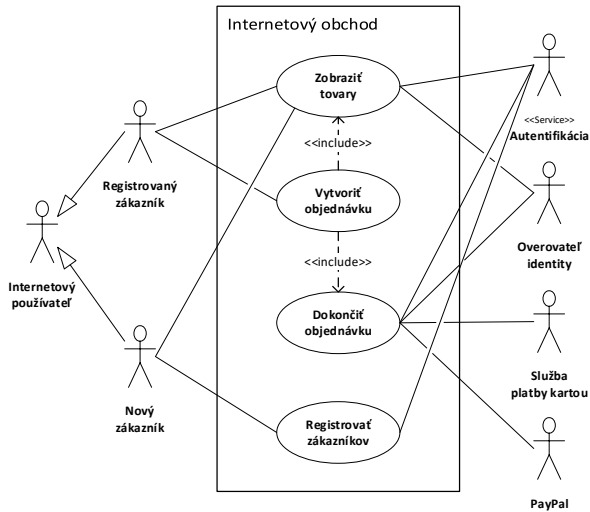 Internetový obchod
Zobraziť
tovary
<<Service>>
Autentifikácia
<<include>>
Registrovaný
zákazník
Vytvoriť
objednávku
Overovateľ
identity
<<include>>
Internetový
používateľ
Dokončiť
objednávku
Služba
platby kartou
Nový
zákazník
Registrovať
zákazníkov
PayPal